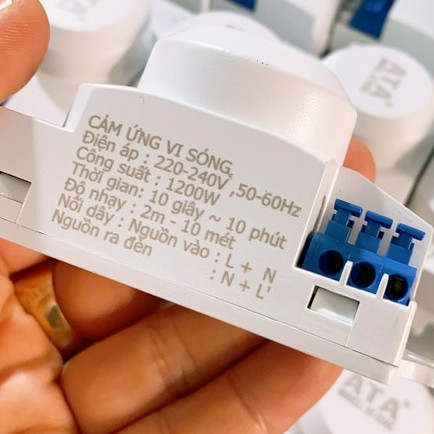 CẢM ỨNG VI SÓNG
Điện áp : 220-240V ,50-60Hz
Công suất : 1200W
Thời gian: 10 giây ~ 10 phút
Độ nhạy : 2m - 10 mét
Nối dây : Nguồn vào : L + N
Nguồn ra đèn : N + L'
ATA
ATA